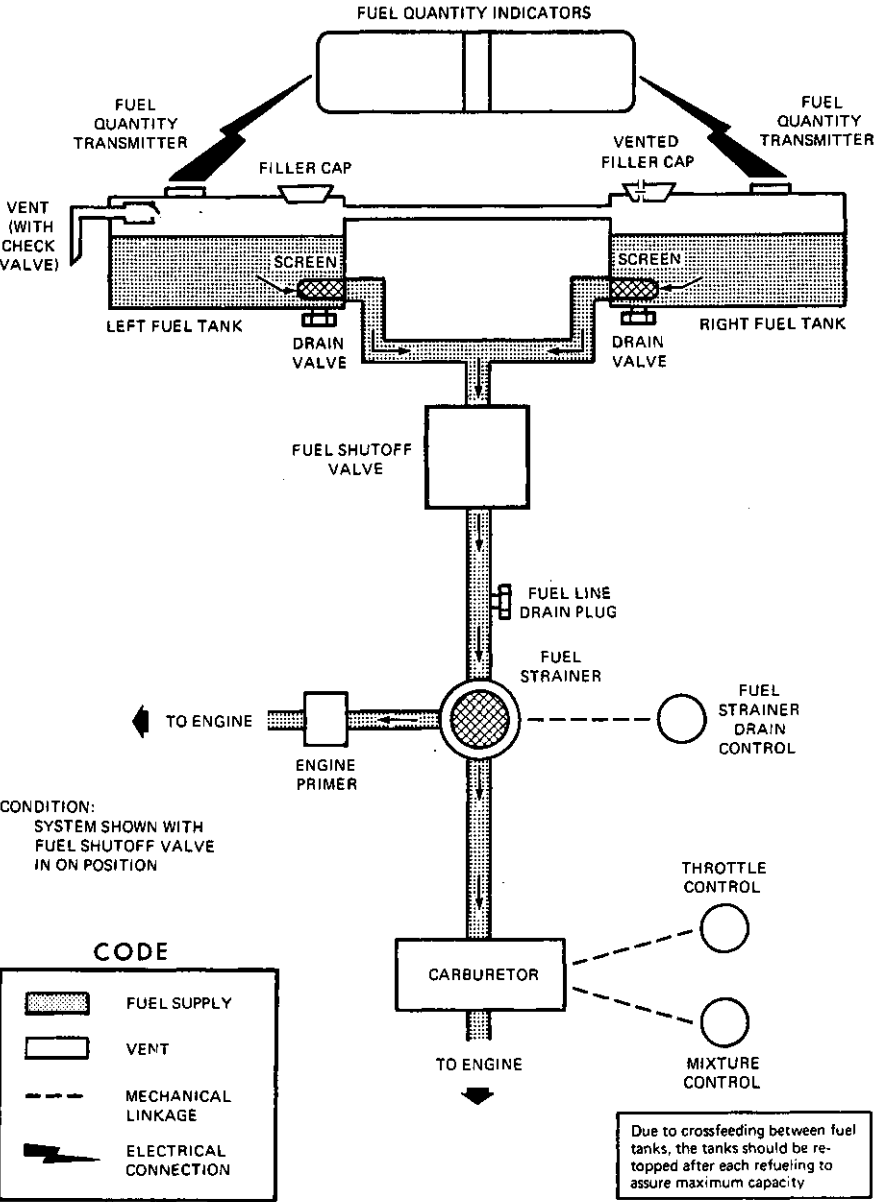 FUEL QUANTITY INDICATORS
FUEL
QUANTITY
TRANSMITTER
FUEL
QUANTITY
TRANSMITTER
FILLER CAP
VENTED
FILLER CAP
VENT
(WITH
CHECK
VALVE)
SCREEN
SCREEN
LEFT FUEL TANK
RIGHT FUEL TANK
DRAIN
VALVE
DRAIN
VALVE
FUEL SHUTOFF
VALVE
FUEL LINE
DRAIN PLUG
FUEL
STRAINER
TO ENGINE
ENGINE
PRIMER
FUEL
STRAINER
DRAIN
CONTROL
CONDITION:
SYSTEM SHOWN WITH
FUEL SHUTOFF VALVE
IN ON POSITION
THROTTLE
CONTROL
CARBURETOR
TO ENGINE
MIXTURE
CONTROL
CODE
FUEL SUPPLY
VENT
MECHANICAL
LINKAGE
ELECTRICAL
CONNECTION
Due to crossfeeding between fuel
tanks, the tanks should be re-
topped after each refueling to
assure maximum capacity